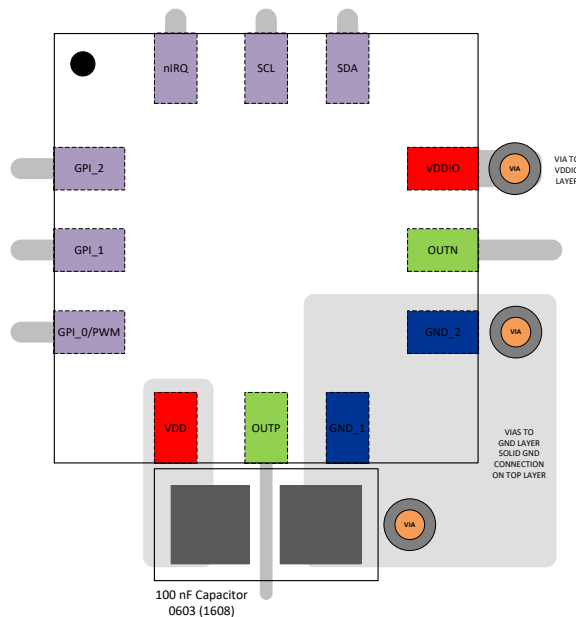 nIRQ
SCL
SDA
GPI_2
VDDIO
VIA
VIA TO
VDDIO
LAYER
GPI_1
OUTN
GPI_0/PWM
GND_2
VIA
VDD
OUTP
GND_1
VIAS TO
GND LAYER
SOLID GND
CONNECTION
ON TOP LAYER
VIA
100 nF Capacitor
0603 (1608)